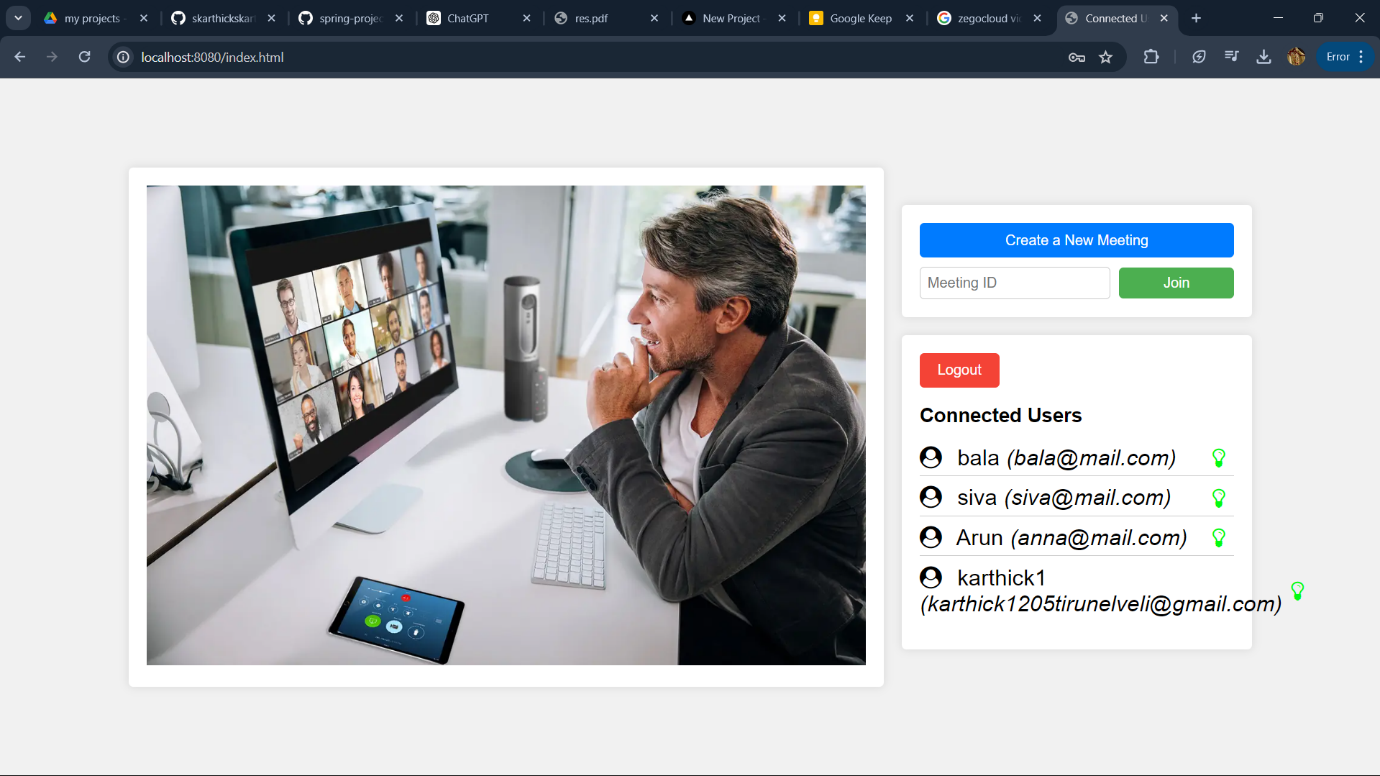 my projects -
skarthickskar
spring-projec
ChatGPT
res.pdf
New Project
Google Keep
zegocloud vi
Connected U
localhost:8080/index.html
Error
Create a New Meeting
Meeting ID
Join
Logout
Connected Users
bala (bala@mail.com)
siva (siva@mail.com)
Arun (anna@mail.com)
karthick1
(karthick1205tirunelveli@gmail.com)